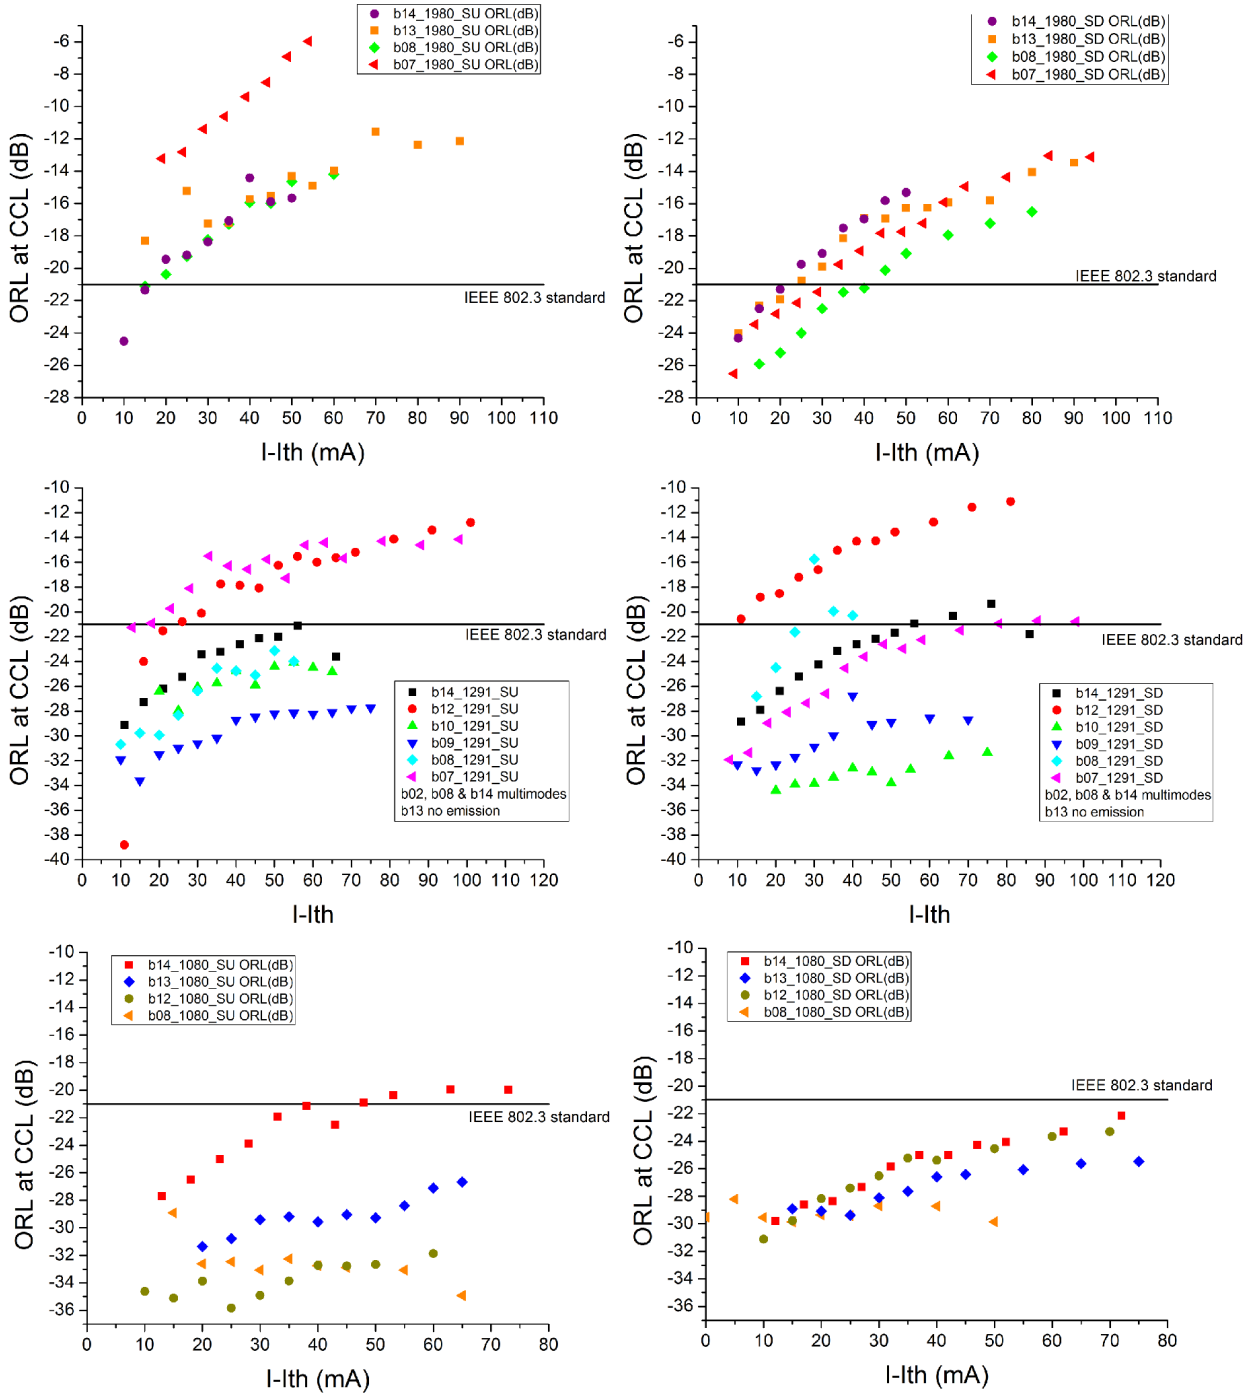 b14_1980_SU ORL(dB)
b13_1980_SU ORL(dB)
b08_1980_SU ORL(dB)
b07_1980_SU ORL(dB)
-6
-8
-10
-12
-14
-16
-18
-20
-22
-24
-26
-28
ORL at CCL (dB)
IEEE 802.3 standard
0 10 20 30 40 50 60 70 80 90 100 110
I-Ith (mA)
b14_1980_SD ORL(dB)
b13_1980_SD ORL(dB)
b08_1980_SD ORL(dB)
b07_1980_SD ORL(dB)
-6
-8
-10
-12
-14
-16
-18
-20
-22
-24
-26
-28
ORL at CCL (dB)
IEEE 802.3 standard
0 10 20 30 40 50 60 70 80 90 100 110
I-Ith (mA)
-10
-12
-14
-16
-18
-20
-22
-24
-26
-28
-30
-32
-34
-36
-38
-40
ORL at CCL (dB)
IEEE 802.3 standard
b14_1291_SU
b12_1291_SU
b10_1291_SU
b09_1291_SU
b08_1291_SU
b07_1291_SU
b02, b08 & b14 multimodes
b13 no emission
0 10 20 30 40 50 60 70 80 90 100 110 120
I-Ith
-10
-12
-14
-16
-18
-20
-22
-24
-26
-28
-30
-32
-34
-36
-38
-40
ORL at CCL (dB)
IEEE 802.3 standard
b14_1291_SD
b12_1291_SD
b10_1291_SD
b09_1291_SD
b08_1291_SD
b07_1291_SD
b02, b08 & b14 multimodes
b13 no emission
0 10 20 30 40 50 60 70 80 90 100 110 120
I-Ith
-10
-12
-14
-16
-18
-20
-22
-24
-26
-28
-30
-32
-34
-36
ORL at CCL (dB)
b14_1080_SU ORL(dB)
b13_1080_SU ORL(dB)
b12_1080_SU ORL(dB)
b08_1080_SU ORL(dB)
IEEE 802.3 standard
0 10 20 30 40 50 60 70 80
I-Ith (mA)
-10
-12
-14
-16
-18
-20
-22
-24
-26
-28
-30
-32
-34
-36
ORL at CCL (dB)
b14_1080_SD ORL(dB)
b13_1080_SD ORL(dB)
b12_1080_SD ORL(dB)
b08_1080_SD ORL(dB)
IEEE 802.3 standard
0 10 20 30 40 50 60 70 80
I-Ith (mA)